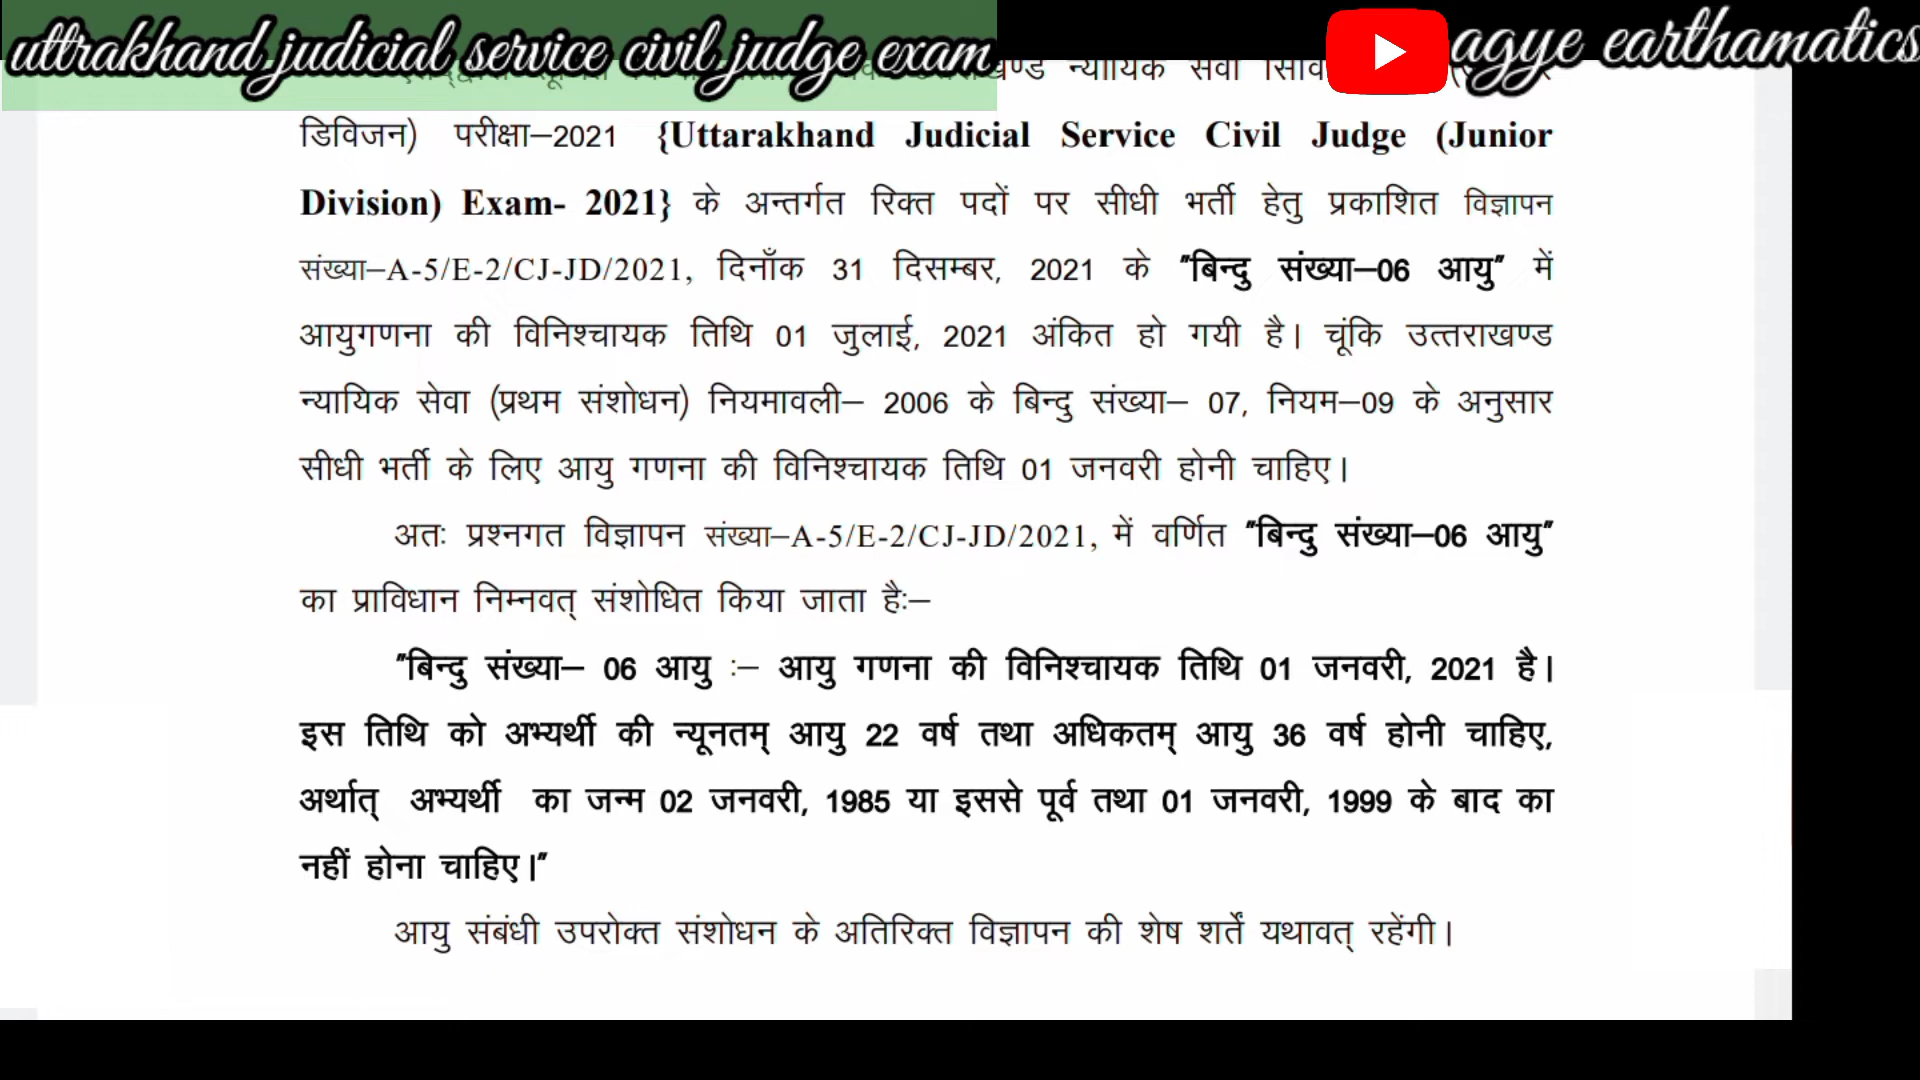 uttrakhand judicial service civil judge exam
agye earthamatics
न्यायिक सेवा
डिविजन) परीक्षा–2021 {Uttarakhand Judicial Service Civil Judge (Junior
Division) Exam- 2021} के अन्तर्गत रिक्त पदों पर सीधी भर्ती हेतु प्रकाशित विज्ञापन
संख्या–A-5/E-2/CJ-JD/2021, दिनाँक 31 दिसम्बर, 2021 के "बिन्दु संख्या–06 आयु" में
आयुगणना की विनिश्चायक तिथि 01 जुलाई, 2021 अंकित हो गयी है। चूंकि उत्तराखण्ड
न्यायिक सेवा (प्रथम संशोधन) नियमावली– 2006 के बिन्दु संख्या– 07, नियम–09 के अनुसार
सीधी भर्ती के लिए आयु गणना की विनिश्चायक तिथि 01 जनवरी होनी चाहिए।
अतः प्रश्नगत विज्ञापन संख्या–A-5/E-2/CJ-JD/2021, में वर्णित "बिन्दु संख्या–06 आयु"
का प्राविधान निम्नवत् संशोधित किया जाता हैः–
"बिन्दु संख्या– 06 आयु :– आयु गणना की विनिश्चायक तिथि 01 जनवरी, 2021 है।
इस तिथि को अभ्यर्थी की न्यूनतम् आयु 22 वर्ष तथा अधिकतम् आयु 36 वर्ष होनी चाहिए,
अर्थात् अभ्यर्थी का जन्म 02 जनवरी, 1985 या इससे पूर्व तथा 01 जनवरी, 1999 के बाद का
नहीं होना चाहिए।"
आयु संबंधी उपरोक्त संशोधन के अतिरिक्त विज्ञापन की शेष शर्तें यथावत् रहेंगी।